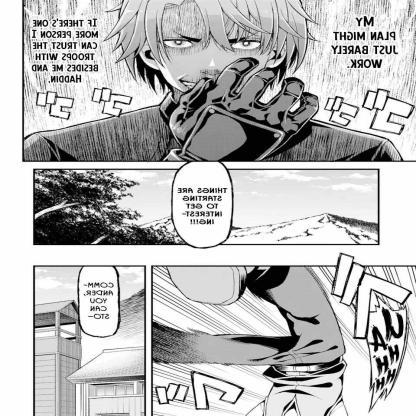 IF THERE'S ONE
MORE PERSON I
CAN TRUST THE
TROOPS WITH
BESIDES ME AND
HADDIN.
MY
PLAN MIGHT
JUST BARELY
WORK.
THINGS ARE
STARTING
TO GET TO
INTEREST-
ING!!!
COMM-
ANDER,
YOU
CAN
STO-